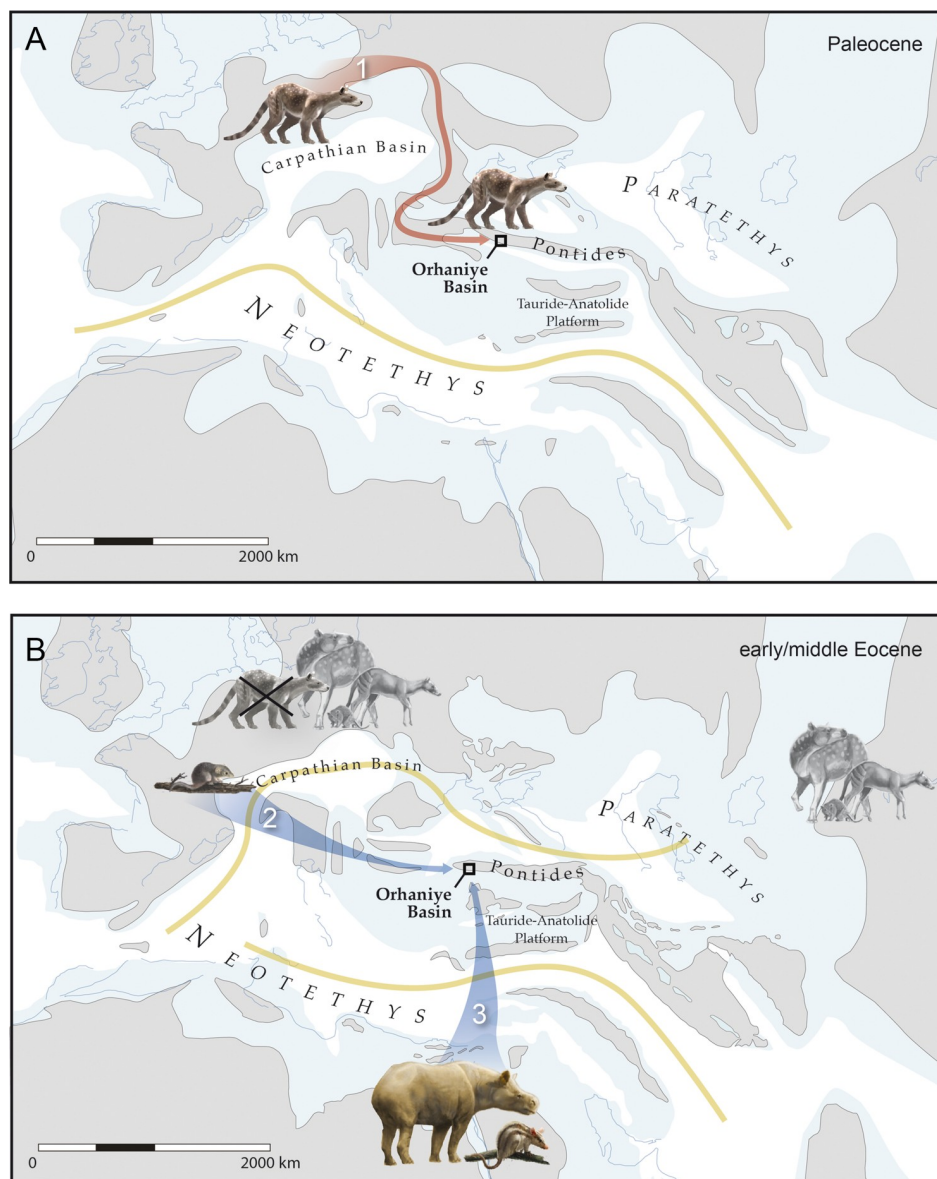 A
Paleocene
1
Carpathian Basin
PARATETHYS
Pontides
Orhaniye
Basin
Tauride-Anatolide
Platform
NEOTETHYS
0
2000 km
B
early/middle Eocene
Carpathian Basin
2
PARATETHYS
Pontides
Orhaniye
Basin
Tauride-Anatolide
Platform
NEOTETHYS
3
0
2000 km